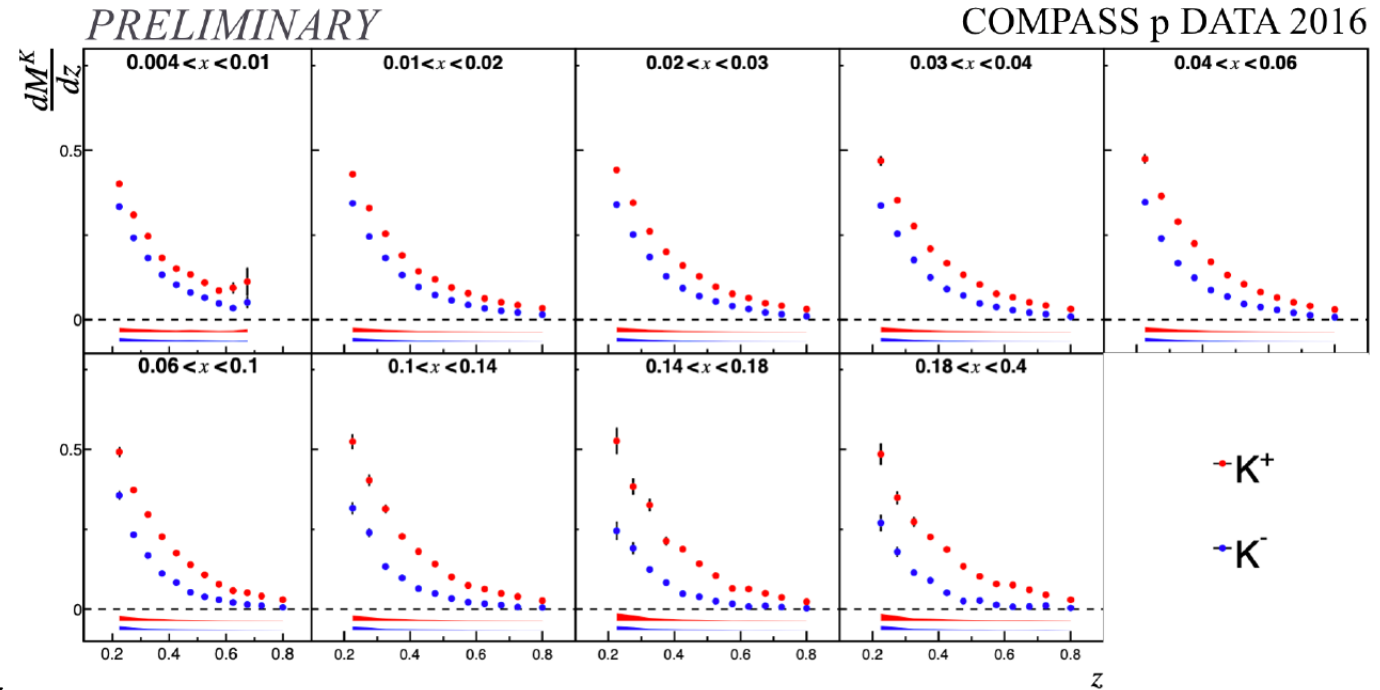 PRELIMINARY COMPASS p DATA 2016
dM^K/dz
0.004<x<0.01 0.01<x<0.02 0.02<x<0.03 0.03<x<0.04 0.04<x<0.06
0.5
0
0.06<x<0.1 0.1<x<0.14 0.14<x<0.18 0.18<x<0.4
0.5
K+
K-
0
0.2 0.4 0.6 0.8 0.2 0.4 0.6 0.8 0.2 0.4 0.6 0.8 0.2 0.4 0.6 0.8
z